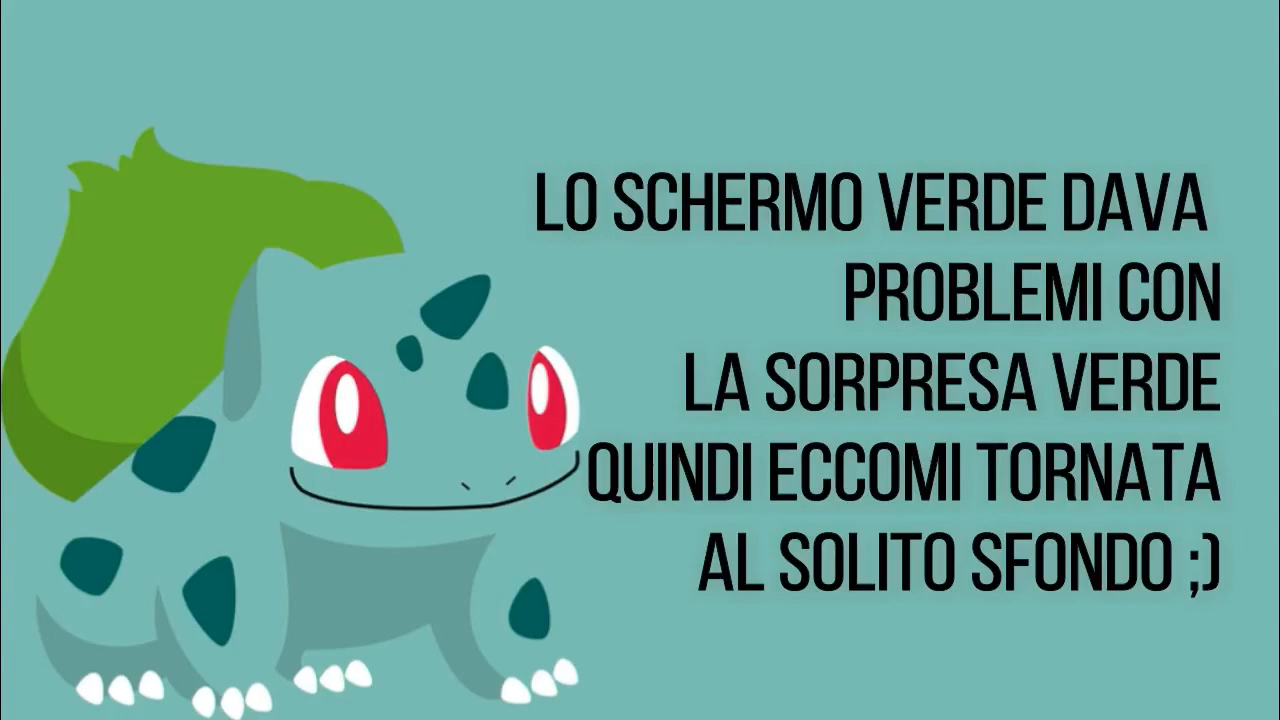 LO SCHERMO VERDE DAVA
PROBLEMI CON
LA SORPRESA VERDE
QUINDI ECCOMI TORNATA
AL SOLITO SFONDO ;)